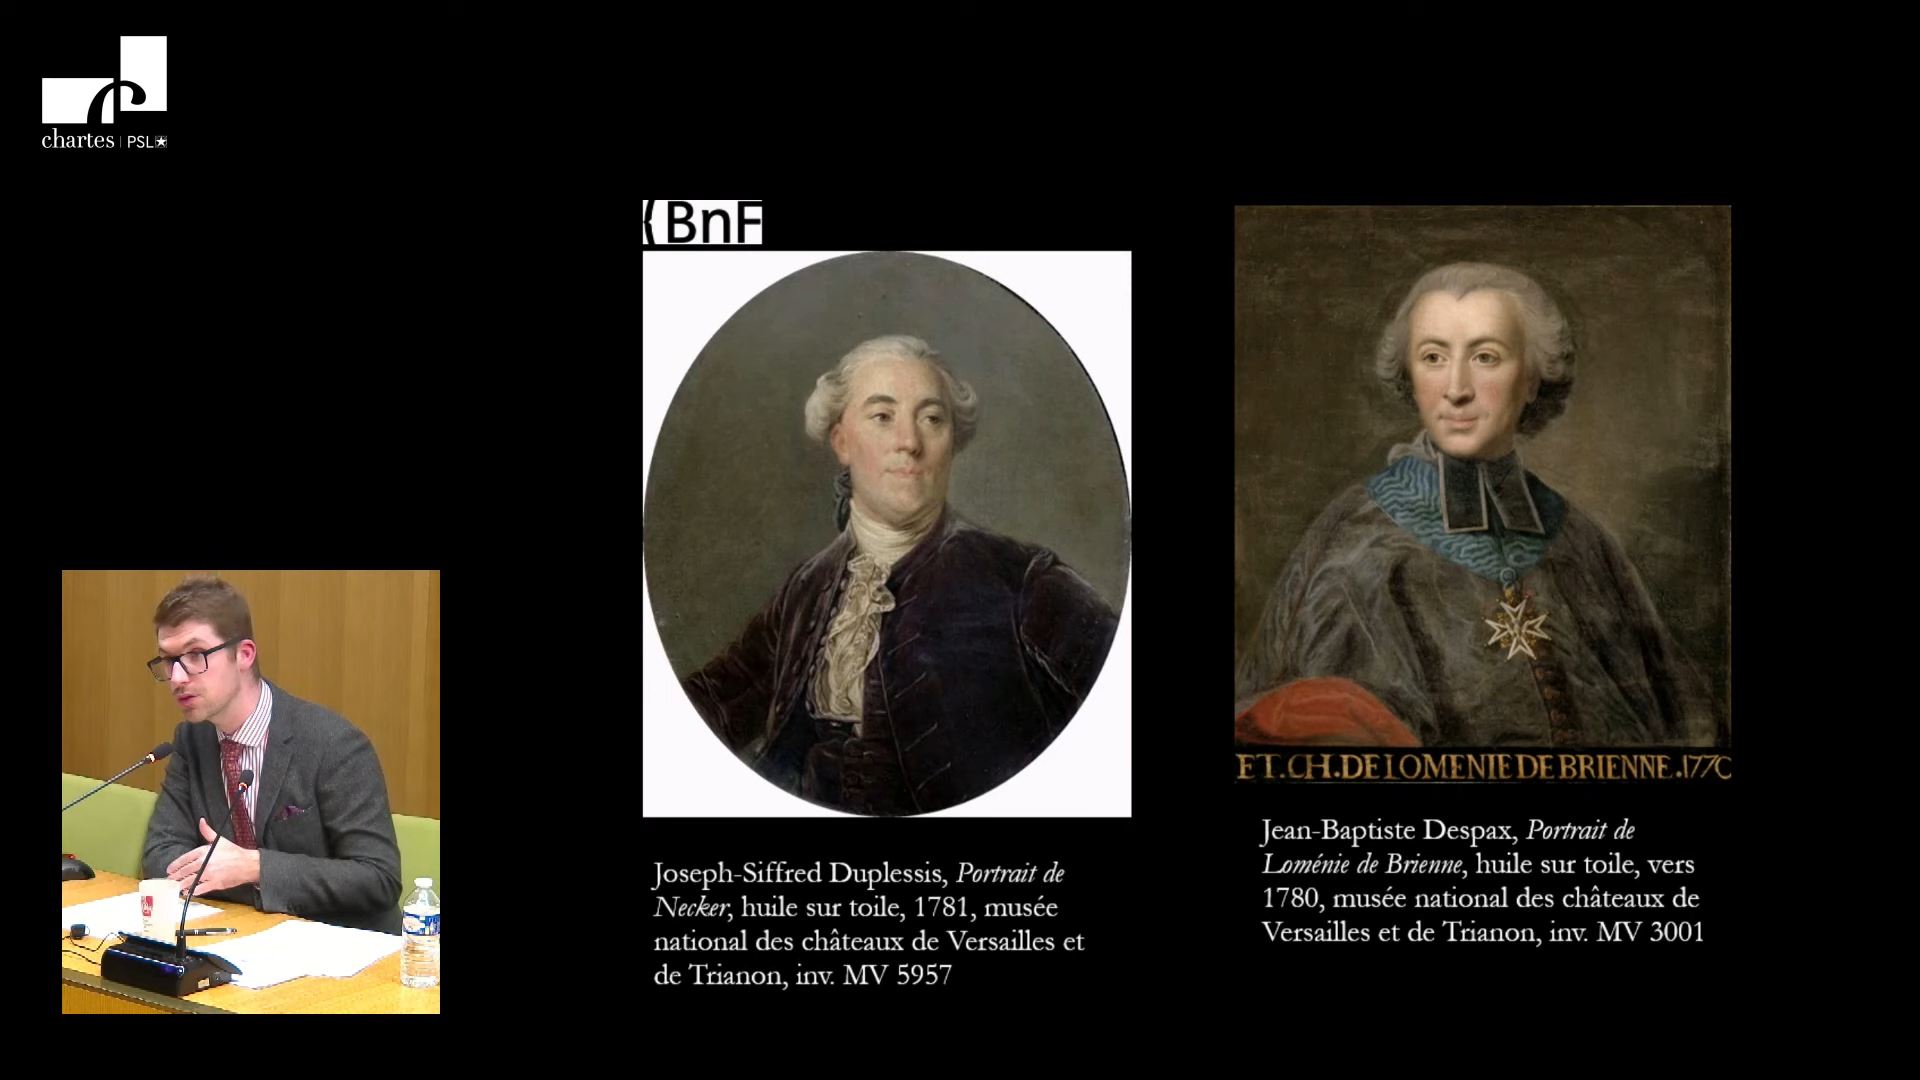 chartes | PSL
{BnF
ET.CH.DE LOMENIE DE BRIENNE.1770
Joseph-Siffred Duplessis, Portrait de
Necker, huile sur toile, 1781, musée
national des châteaux de Versailles et
de Trianon, inv. MV 5957
Jean-Baptiste Despax, Portrait de
Loménie de Brienne, huile sur toile, vers
1780, musée national des châteaux de
Versailles et de Trianon, inv. MV 3001